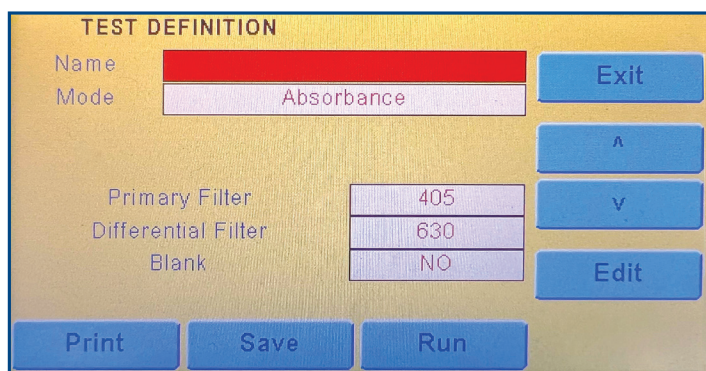 TEST DEFINITION
Name
Exit
Mode Absorbance
^
Primary Filter 405
v
Differential Filter 630
Blank NO
Edit
Print Save Run